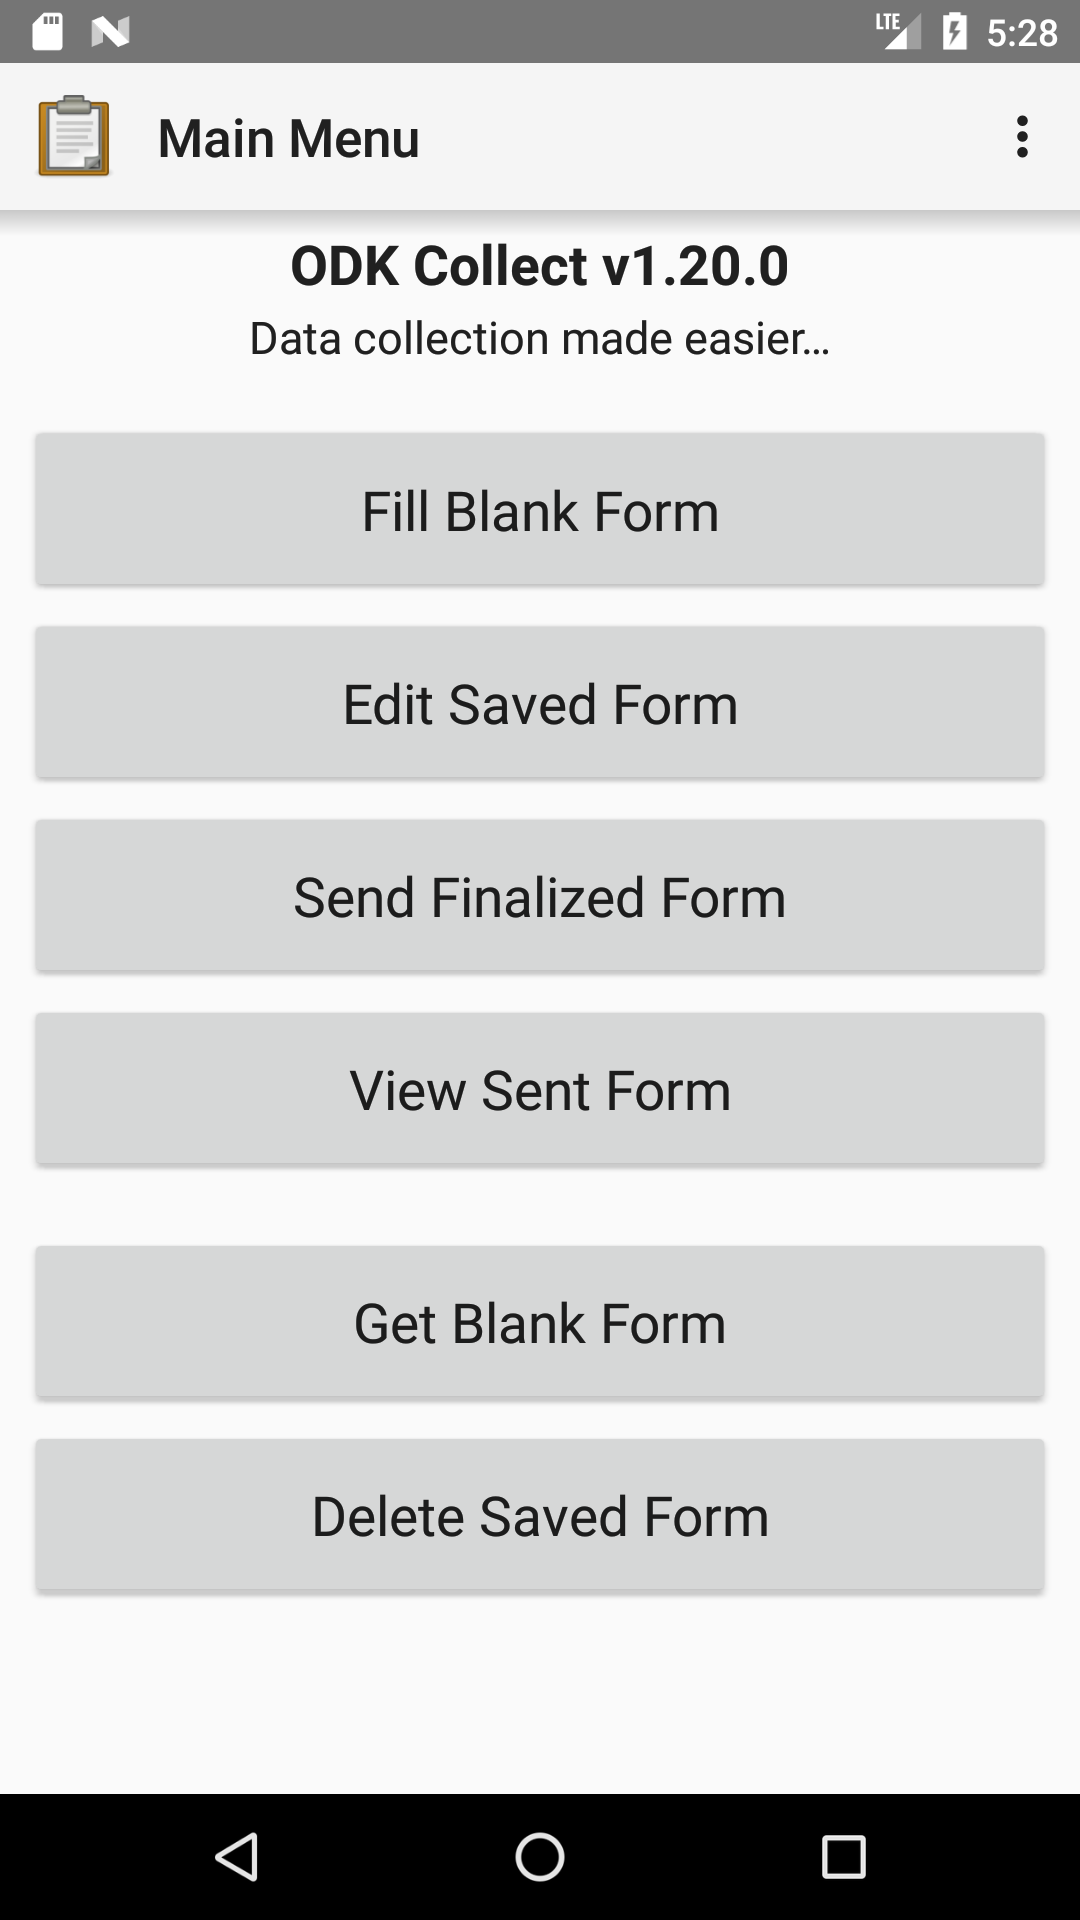 LTE 5:28
Main Menu
ODK Collect v1.20.0
Data collection made easier...
Fill Blank Form
Edit Saved Form
Send Finalized Form
View Sent Form
Get Blank Form
Delete Saved Form